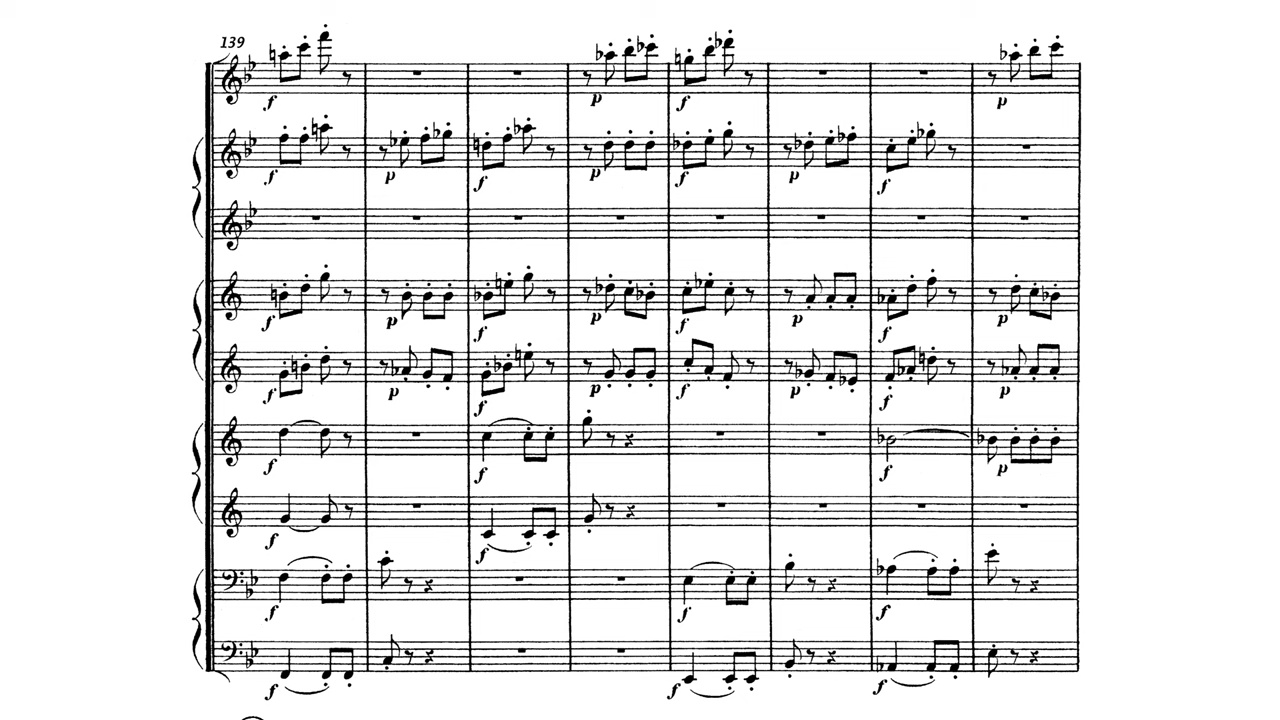 139
f p f p
f p f p f p f
f p f p f p f p
f p f p f p f
f f f p
f f
f f f
f f f